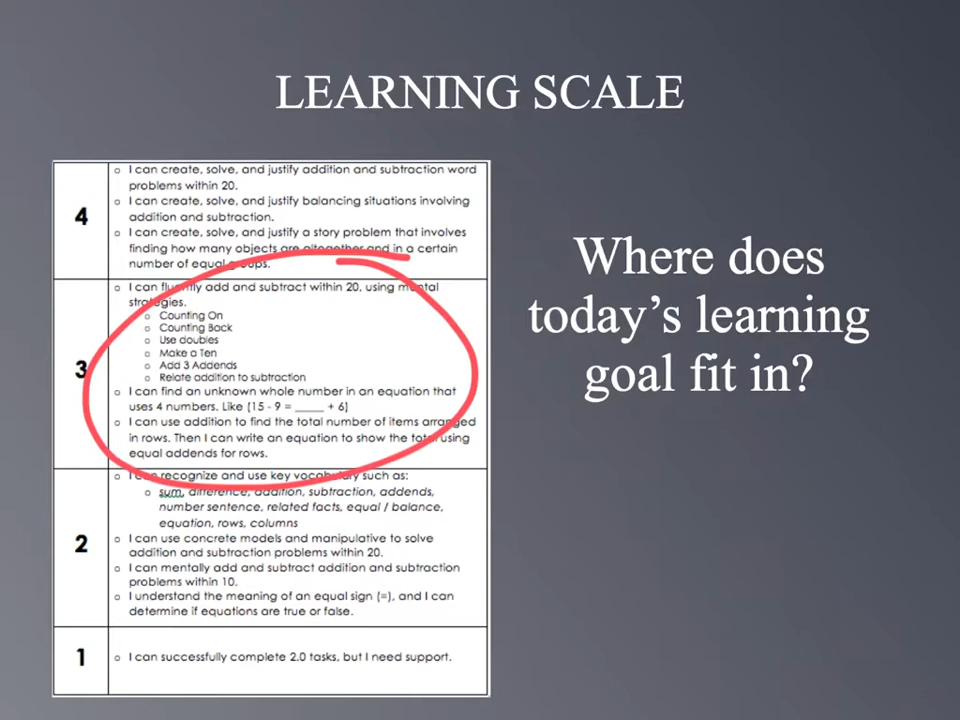 LEARNING SCALE
4
o I can create, solve, and justify addition and subtraction word
problems within 20.
o I can create, solve, and justify balancing situations involving
addition and subtraction.
o I can create, solve, and justify a story problem that involves
finding how many objects are altogether and in a certain
number of equal groups.
3
o I can fluently add and subtract within 20, using mental
strategies.
o Counting On
o Counting Back
o Use doubles
o Make a Ten
o Add 3 Addends
o Relate addition to subtraction
o I can find an unknown whole number in an equation that
uses 4 numbers. Like (15 - 9 = _____ + 6)
o I can use addition to find the total number of items arranged
in rows. Then I can write an equation to show the total using
equal addends for rows.
2
o I can recognize and use key vocabulary such as:
o sum, difference, addition, subtraction, addends,
number sentence, related facts, equal / balance,
equation, rows, columns
o I can use concrete models and manipulative to solve
addition and subtraction problems within 20.
o I can mentally add and subtract addition and subtraction
problems within 10.
o I understand the meaning of an equal sign (=), and I can
determine if equations are true or false.
1
o I can successfully complete 2.0 tasks, but I need support.
Where does
today's learning
goal fit in?